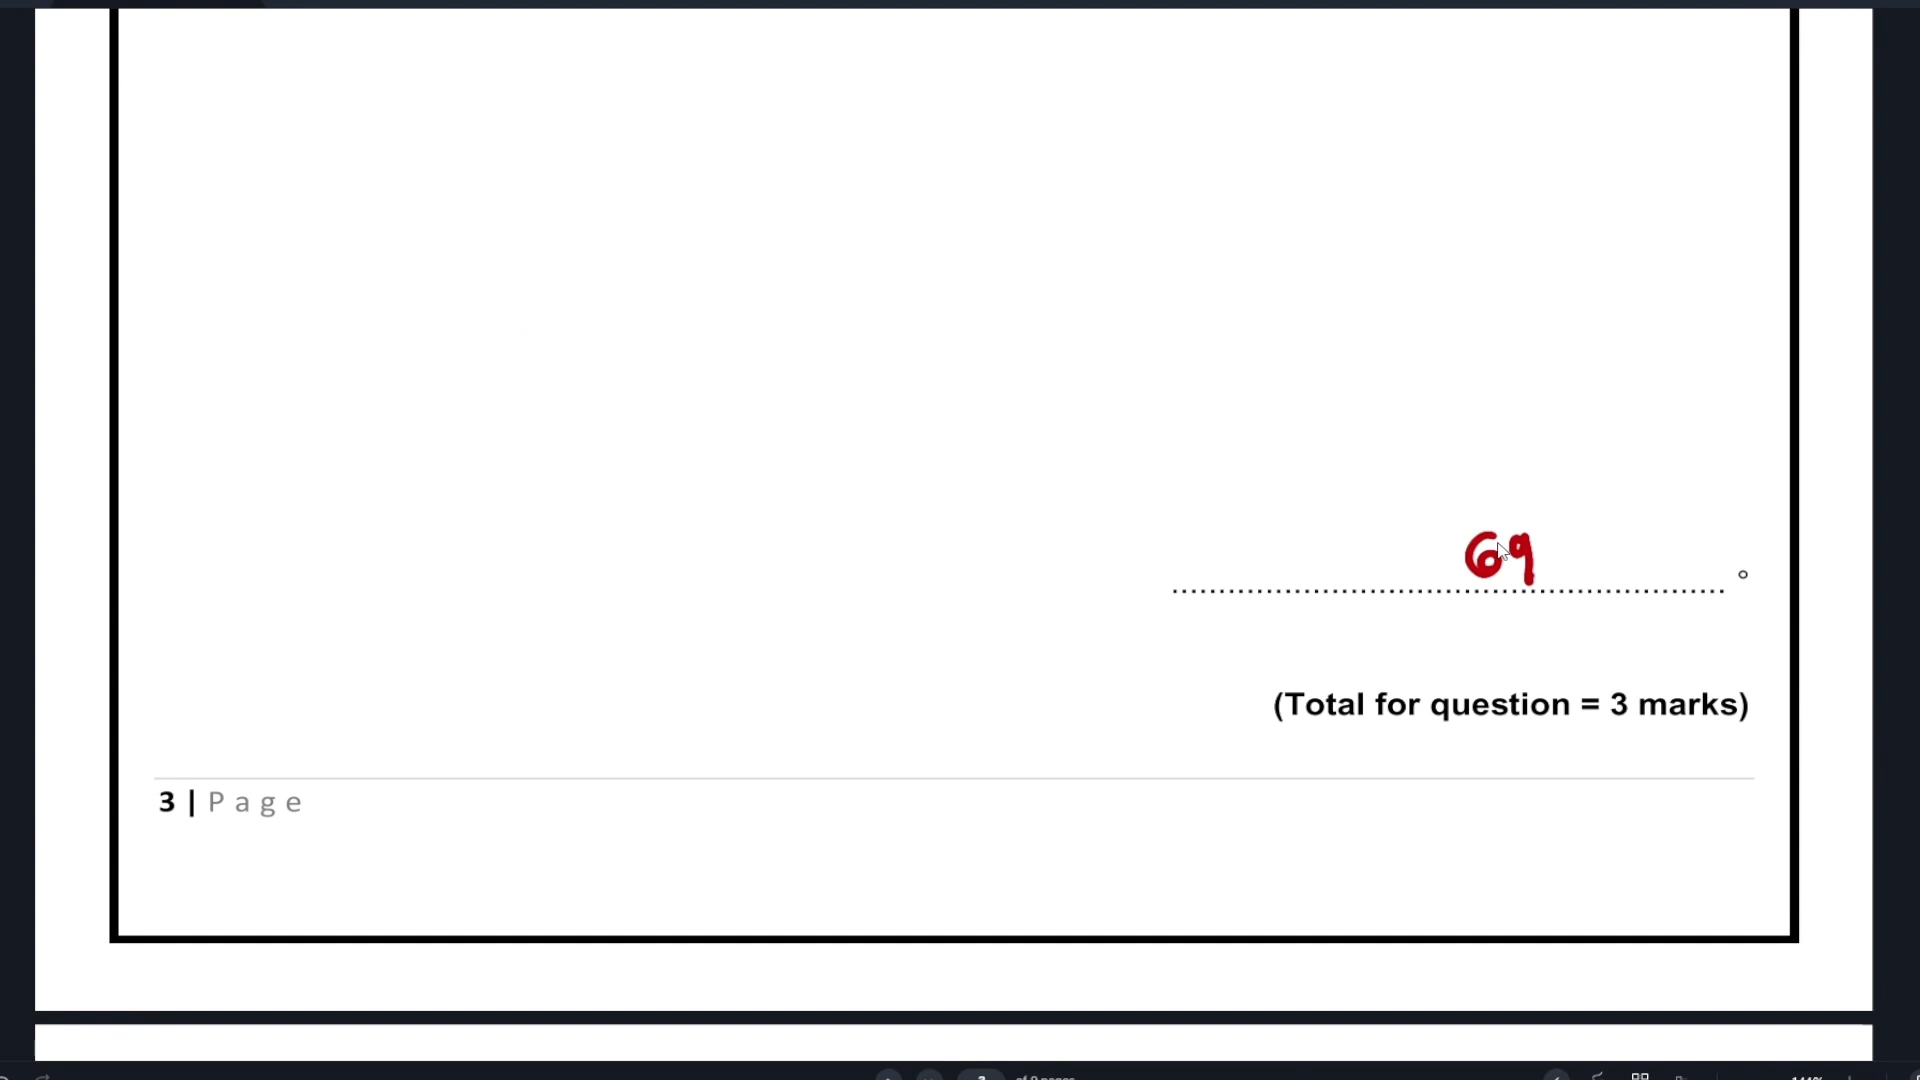 69
.......................................................... °
(Total for question = 3 marks)
3 | Page